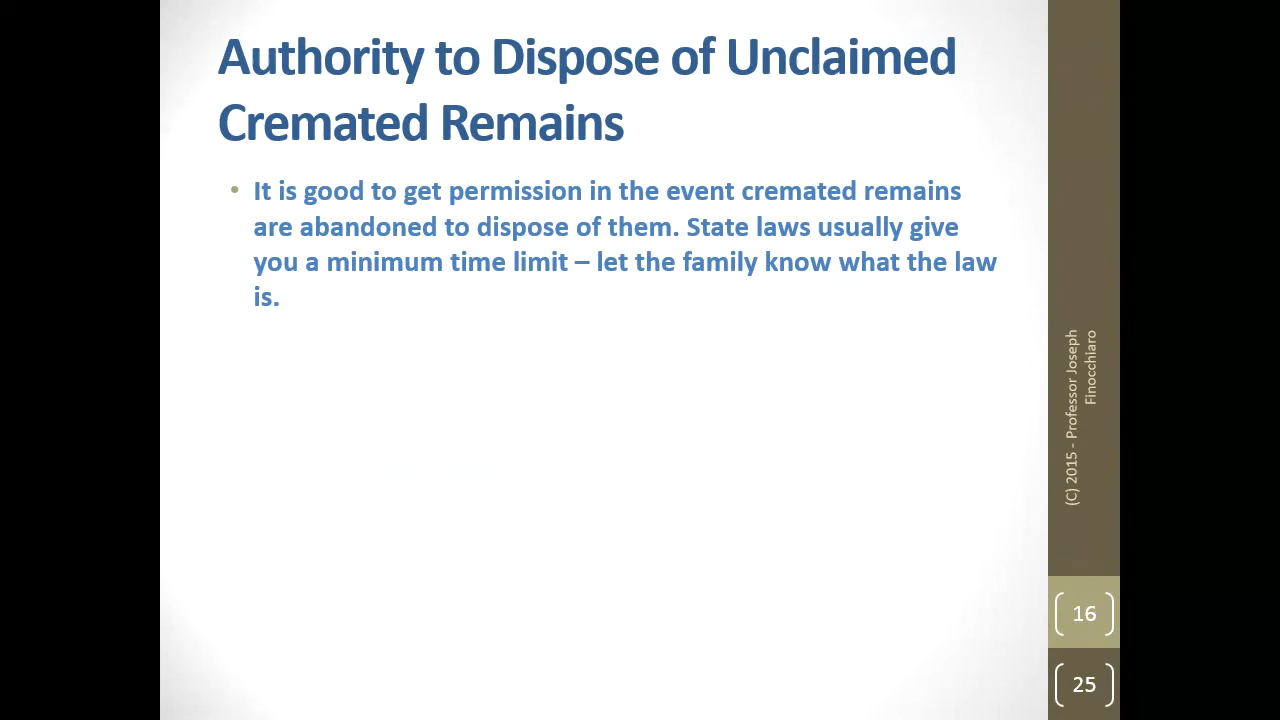 Authority to Dispose of Unclaimed
Cremated Remains
• It is good to get permission in the event cremated remains
are abandoned to dispose of them. State laws usually give
you a minimum time limit – let the family know what the law
is.
(C) 2015 - Professor Joseph
Finocchiaro
16
25